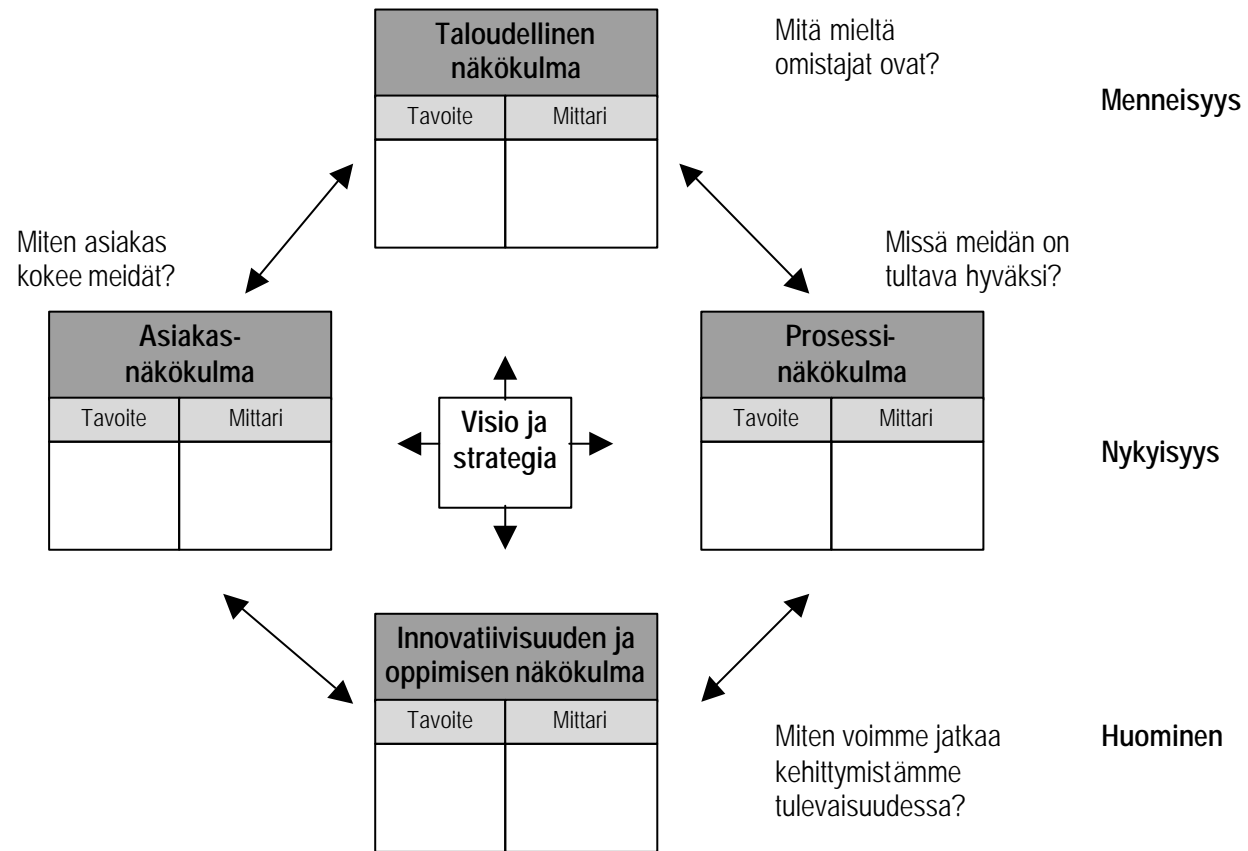 Taloudellinen
näkökulma
Tavoite
Mittari
Mitä mieltä
omistajat ovat?
Menneisyys
Miten asiakas
kokee meidät?
Missä meidän on
tultava hyväksi?
Asiakas-
näkökulma
Tavoite
Mittari
Visio ja
strategia
Prosessi-
näkökulma
Tavoite
Mittari
Nykyisyys
Innovatiivisuuden ja
oppimisen näkökulma
Tavoite
Mittari
Miten voimme jatkaa
kehittymistämme
tulevaisuudessa?
Huominen